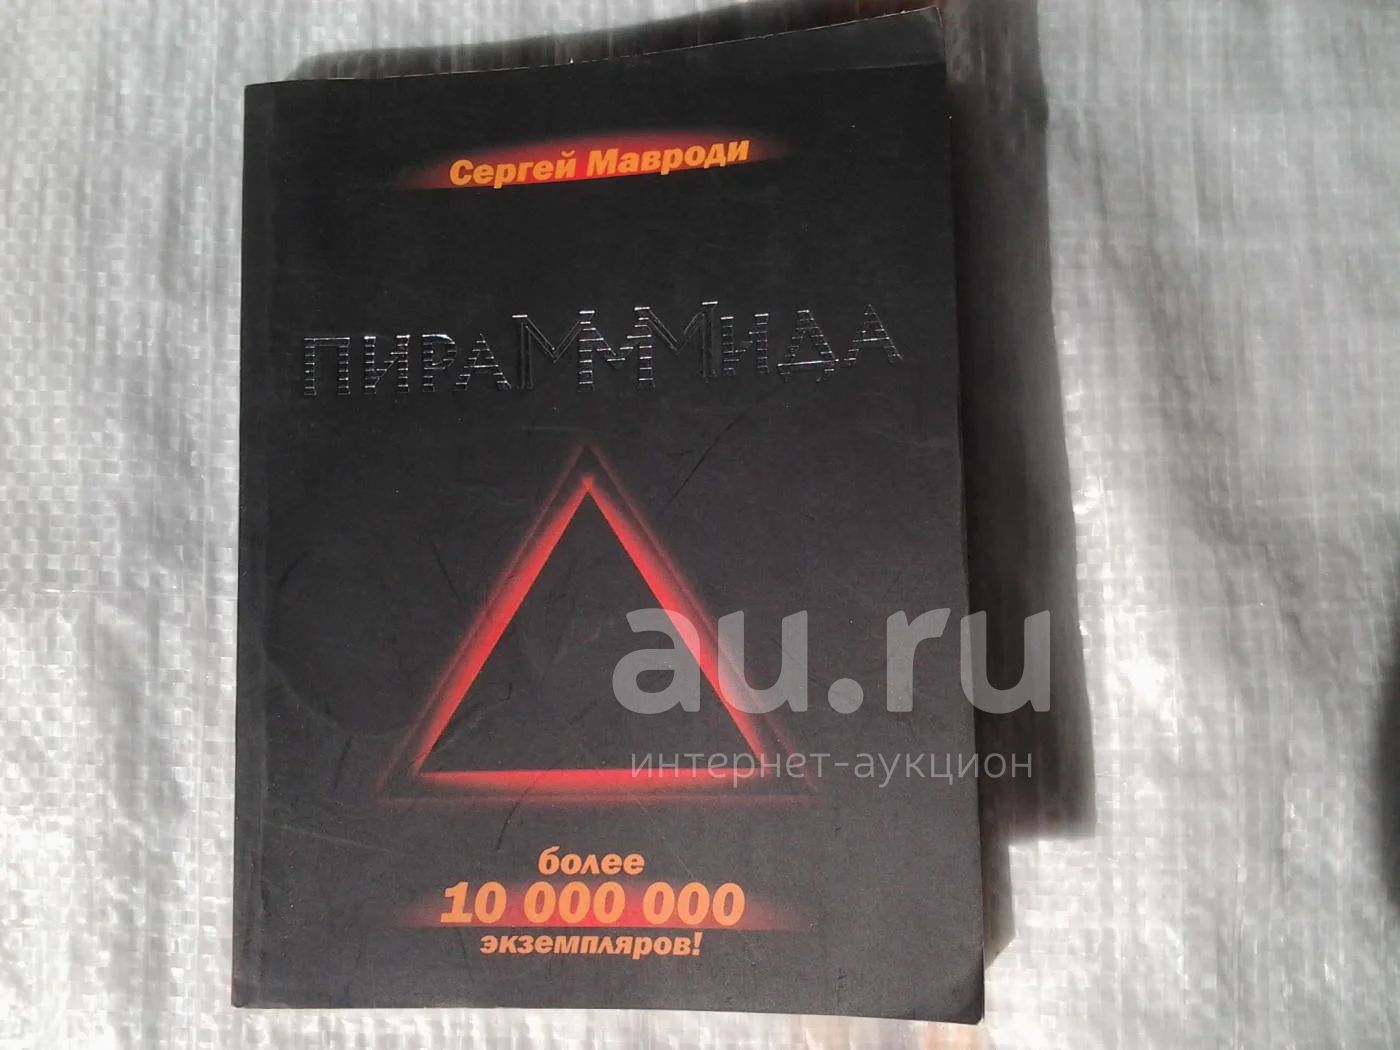 Сергей Мавроди
ПИРАМММИДА
au.ru
интернет-аукцион
более
10 000 000
экземпляров!